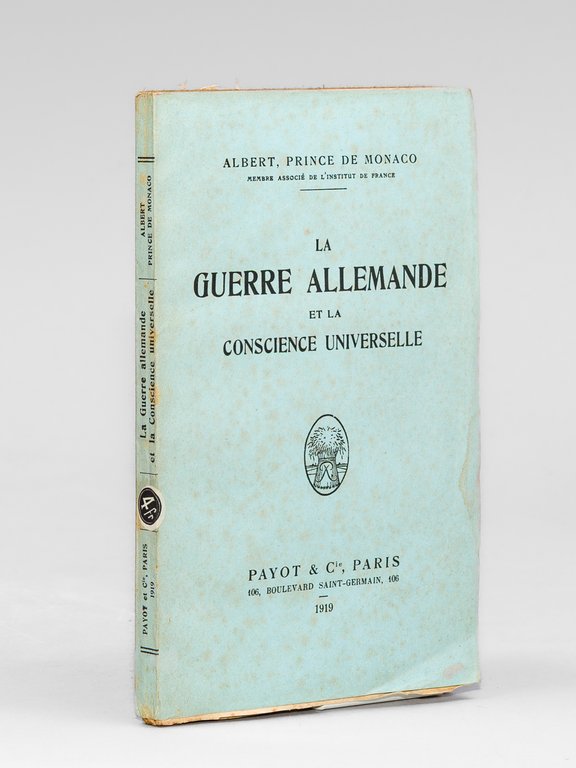 ALBERT, PRINCE DE MONACO
MEMBRE ASSOCIÉ DE L'INSTITUT DE FRANCE
LA
GUERRE ALLEMANDE
ET LA
CONSCIENCE UNIVERSELLE
PAYOT & Cie, PARIS
106, BOULEVARD SAINT-GERMAIN, 106
1919
ALBERT
PRINCE DE MONACO
La Guerre allemande
et la Conscience universelle
4 fr
PAYOT et Cie, PARIS
1919